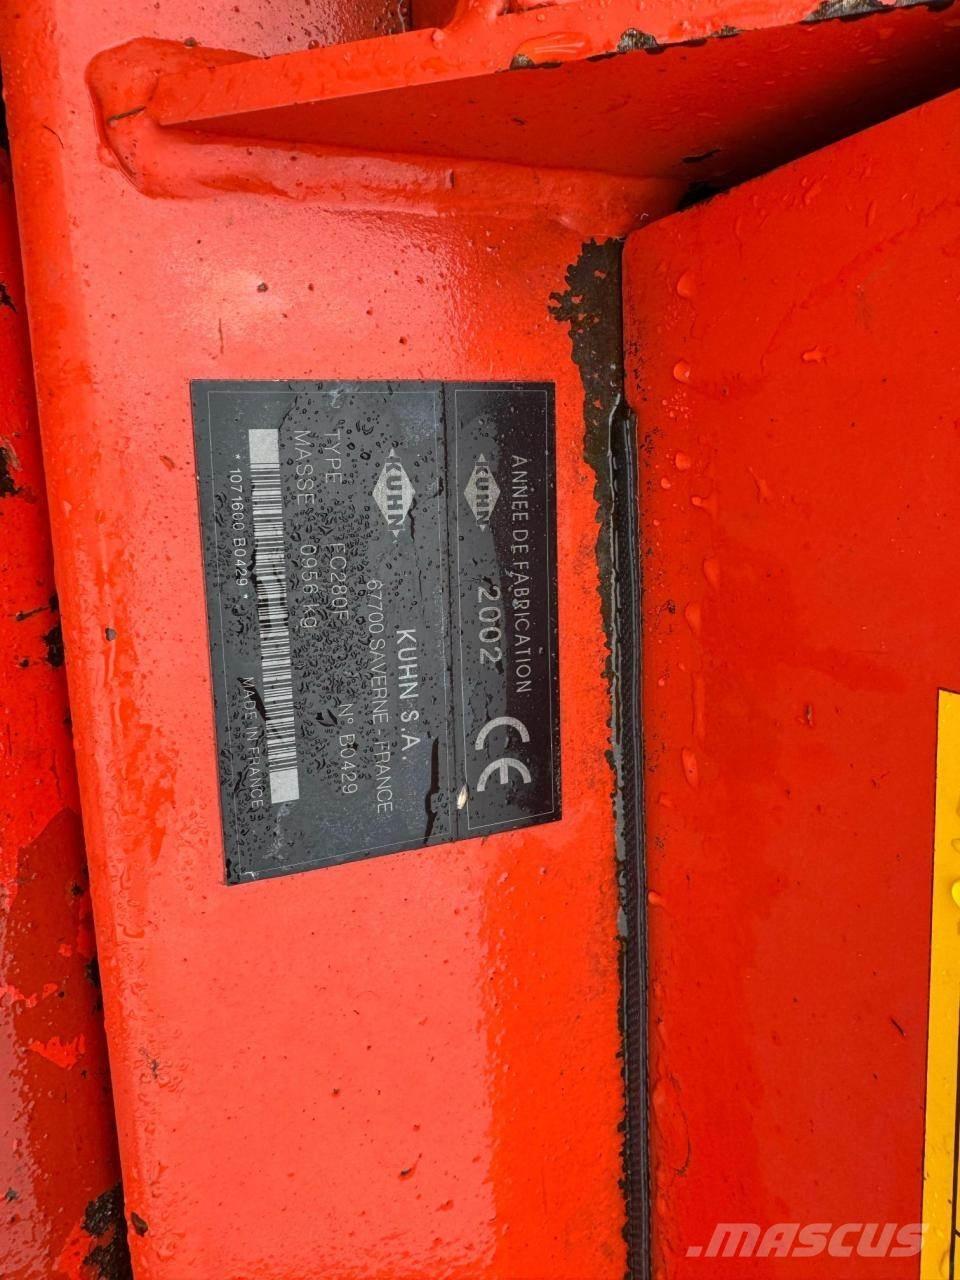 ANNEE DE FABRICATION
KUHN 2002 CE
KUHN KUHN S.A.
67700 SAVERNE FRANCE
TYPE FC280F N° B0429
MASSE 0956 kg
* 1071600 B0429 * MADE IN FRANCE
MASCUS